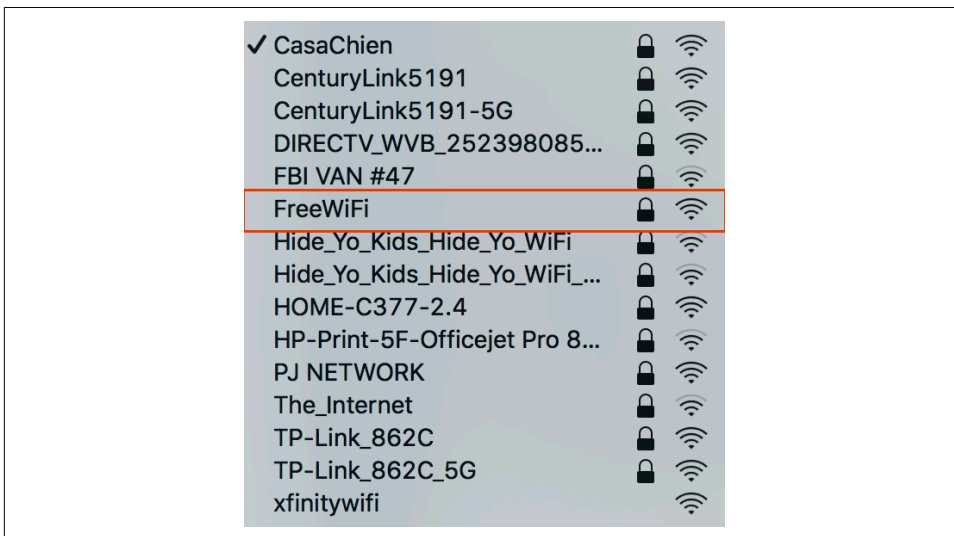 CasaChien
CenturyLink5191
CenturyLink5191-5G
DIRECTV_WVB_252398085...
FBI VAN #47
FreeWiFi
Hide_Yo_Kids_Hide_Yo_WiFi
Hide_Yo_Kids_Hide_Yo_WiFi_...
HOME-C377-2.4
HP-Print-5F-Officejet Pro 8...
PJ NETWORK
The_Internet
TP-Link_862C
TP-Link_862C_5G
xfinitywifi